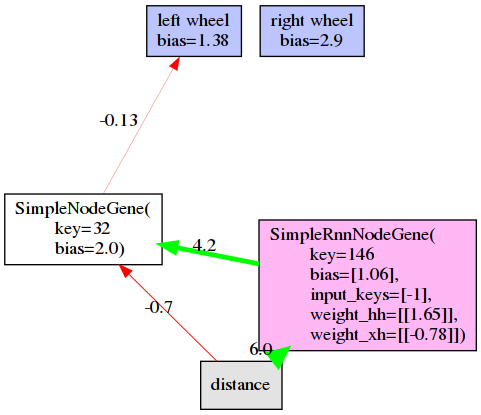 left wheel
bias=1.38
right wheel
bias=2.9
-0.13
SimpleNodeGene(
key=32
bias=2.0)
4.2
SimpleRnnNodeGene(
key=146
bias=[1.06],
input_keys=[-1],
weight_hh=[[1.65]],
weight_xh=[[-0.78]])
-0.7
6.0
distance